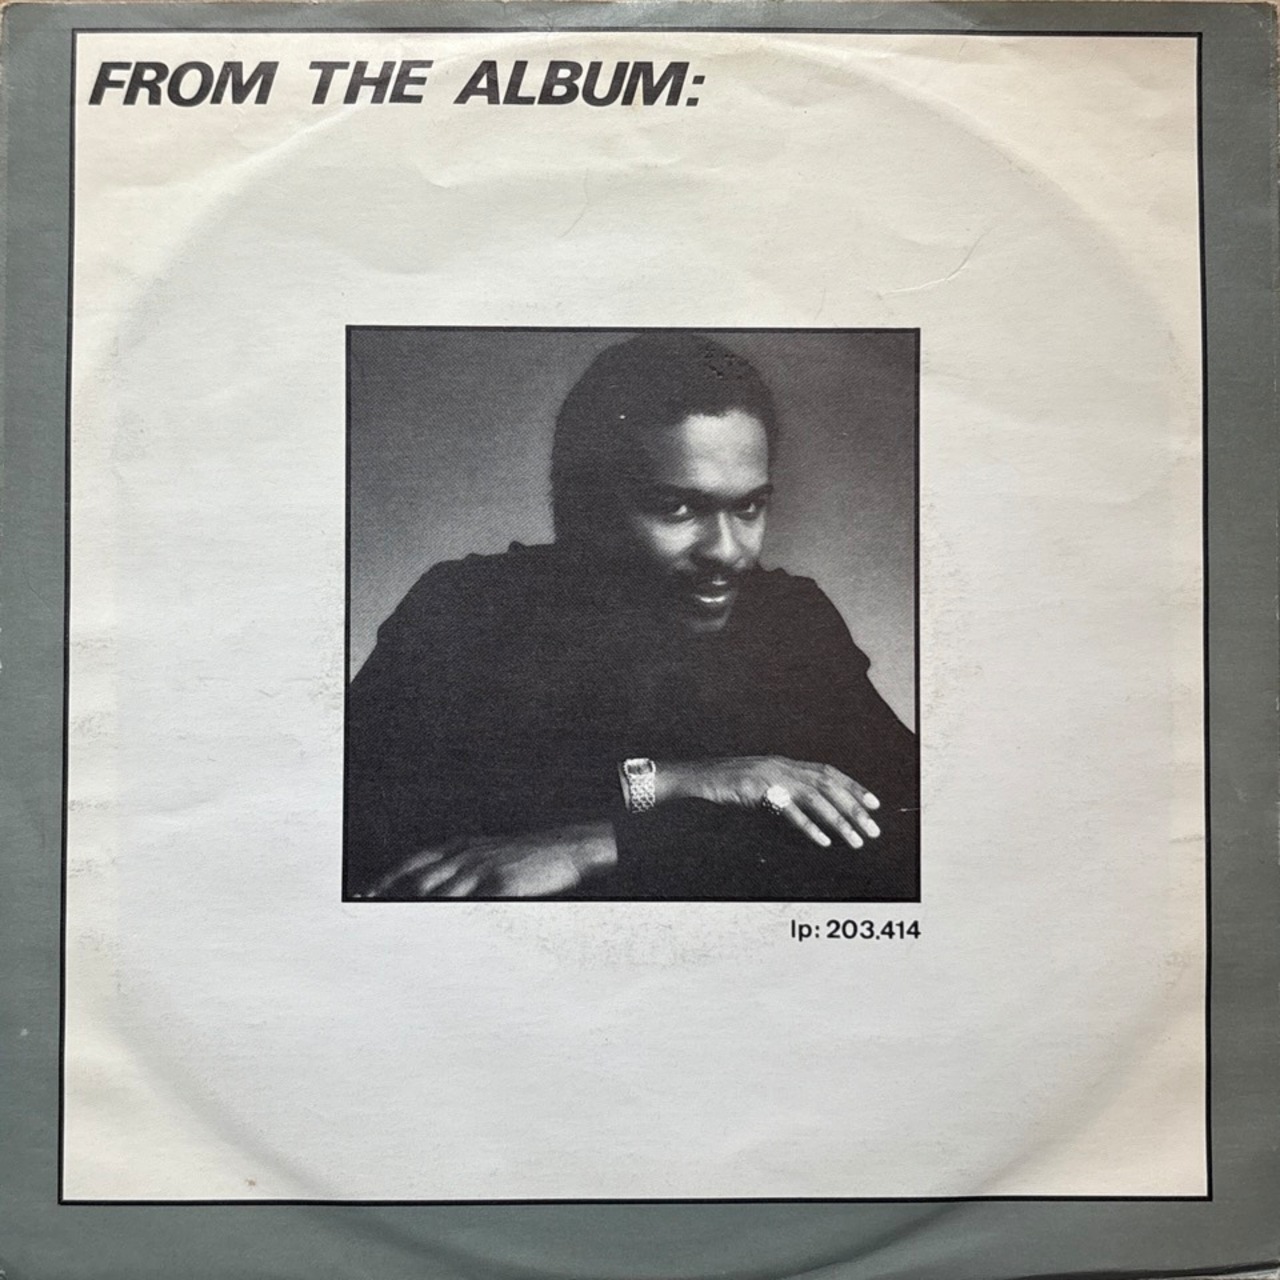 FROM THE ALBUM:
lp: 203.414